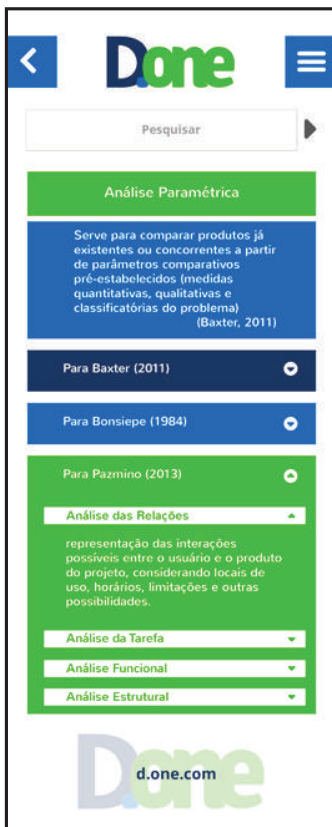 D.one
Pesquisar
Análise Paramétrica
Serve para comparar produtos já
existentes ou concorrentes a partir
de parâmetros comparativos
pré-estabelecidos (medidas
quantitativas, qualitativas e
classificatórias do problema)
(Baxter, 2011)
Para Baxter (2011)
Para Bonsiepe (1984)
Para Pazmino (2013)
Análise das Relações
representação das interações
possíveis entre o usuário e o produto
do projeto, considerando locais de
uso, horários, limitações e outras
possibilidades.
Análise da Tarefa
Análise Funcional
Análise Estrutural
D.one
d.one.com